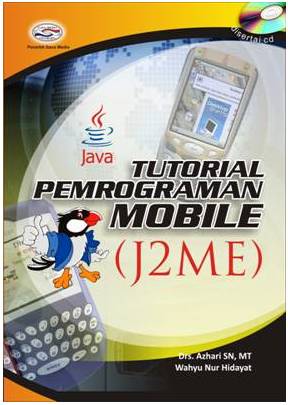 Penerbit Gava Media
disertai cd
Java
TUTORIAL
PEMROGRAMAN
MOBILE
(J2ME)
Drs. Azhari SN, MT
Wahyu Nur Hidayat